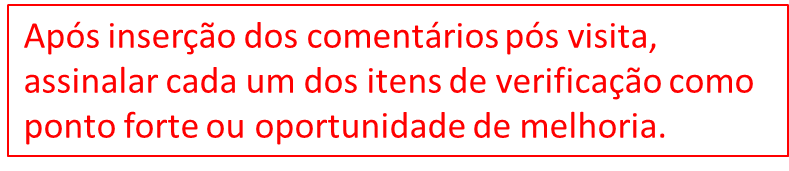 Após inserção dos comentários pós visita,
assinalar cada um dos itens de verificação como
ponto forte ou oportunidade de melhoria.